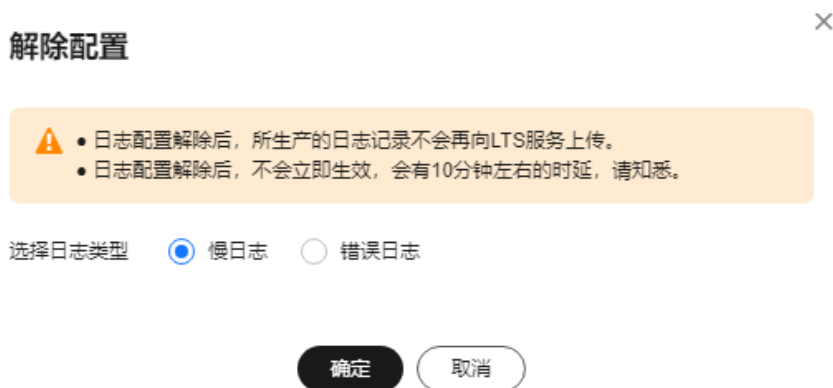 解除配置
● 日志配置解除后，所生产的日志记录不会再向LTS服务上传。
● 日志配置解除后，不会立即生效，会有10分钟左右的时延，请知悉。
选择日志类型 慢日志 错误日志
确定 取消